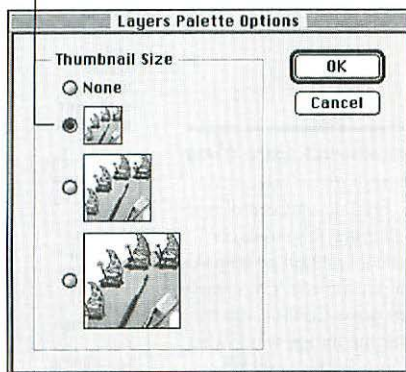 Layers Palette Options
Thumbnail Size
None
OK
Cancel